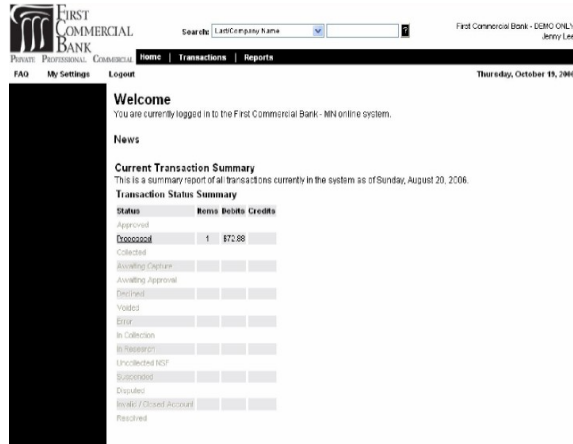 FIRST
COMMERCIAL
BANK
PRIVATE PROFESSIONAL COMMERCIAL
Search: Last/Company Name ?
First Commercial Bank - DEMO ONLY
Jenny Lee
Home | Transactions | Reports
FAQ My Settings Logout
Thursday, October 19, 2006
Welcome
You are currently logged in to the First Commercial Bank - MN online system.
News
Current Transaction Summary
This is a summary report of all transactions currently in the system as of Sunday, August 20, 2006.
Transaction Status Summary
Status Items Debits Credits
Approved
Processed 1 $72.88
Collected
Awaiting Capture
Awaiting Approval
Declined
Voided
Error
In Collection
In Research
Uncollected NSF
Suspended
Disputed
Invalid / Closed Account
Resolved